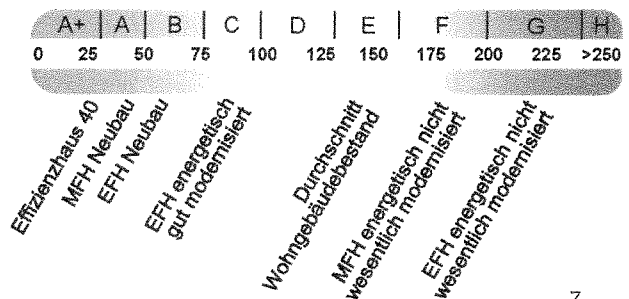 A+ | A | B | C | D | E | F | G | H
0 25 50 75 100 125 150 175 200 225 >250
Effizienzhaus 40
MFH Neubau
EFH Neubau
EFH energetisch
gut modernisiert
Durchschnitt
Wohngebäudebestand
MFH energetisch nicht
wesentlich modernisiert
EFH energetisch nicht
wesentlich modernisiert
7